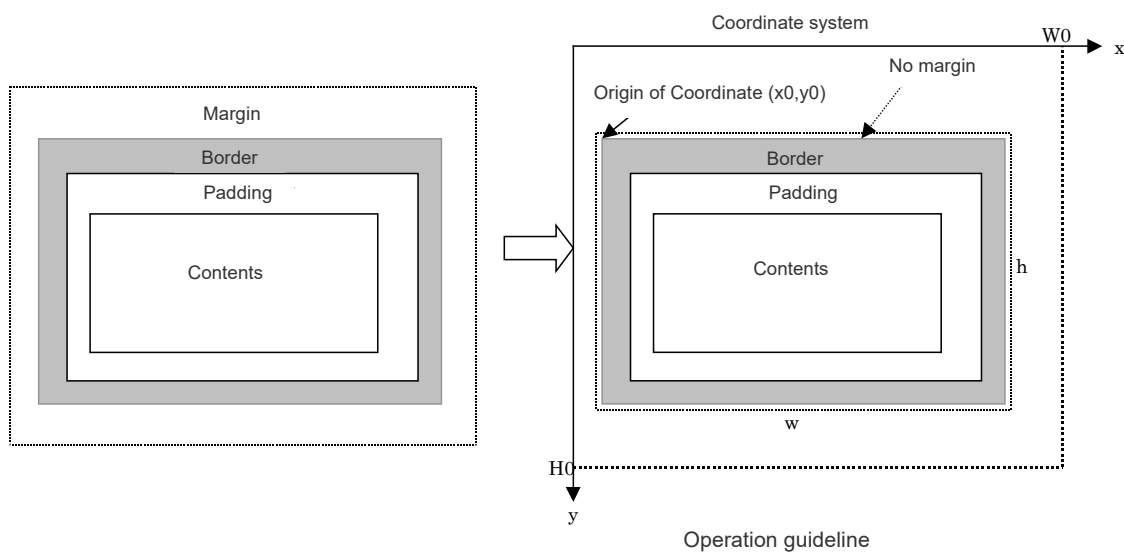 Margin
Border
Padding
Contents
Coordinate system
W0
x
No margin
Origin of Coordinate (x0,y0)
Border
Padding
Contents
h
w
H0
y
Operation guideline